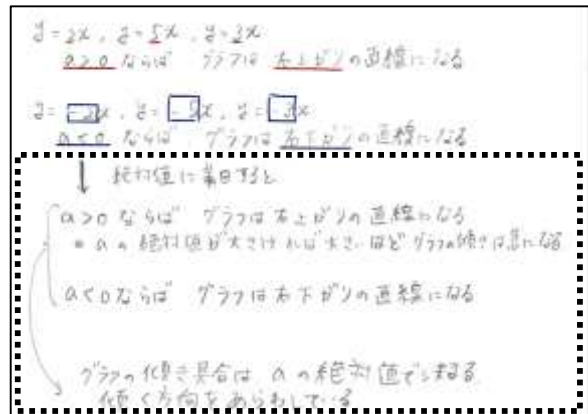 y=2x, y=5x, y=3x
a>0 ならば グラフは右上がりの直線になる
y=-2x, y=-5x, y=-3x
a<0 ならば グラフは右下がりの直線になる
↓ 絶対値に着目すると
a>0 ならば グラフは右上がりの直線になる
• aの絶対値が大きければ大きいほどグラフの傾きは急になる
a<0ならば グラフは右下がりの直線になる
グラフの傾き具合は aの絶対値で決まる
傾く方向をあらわしている